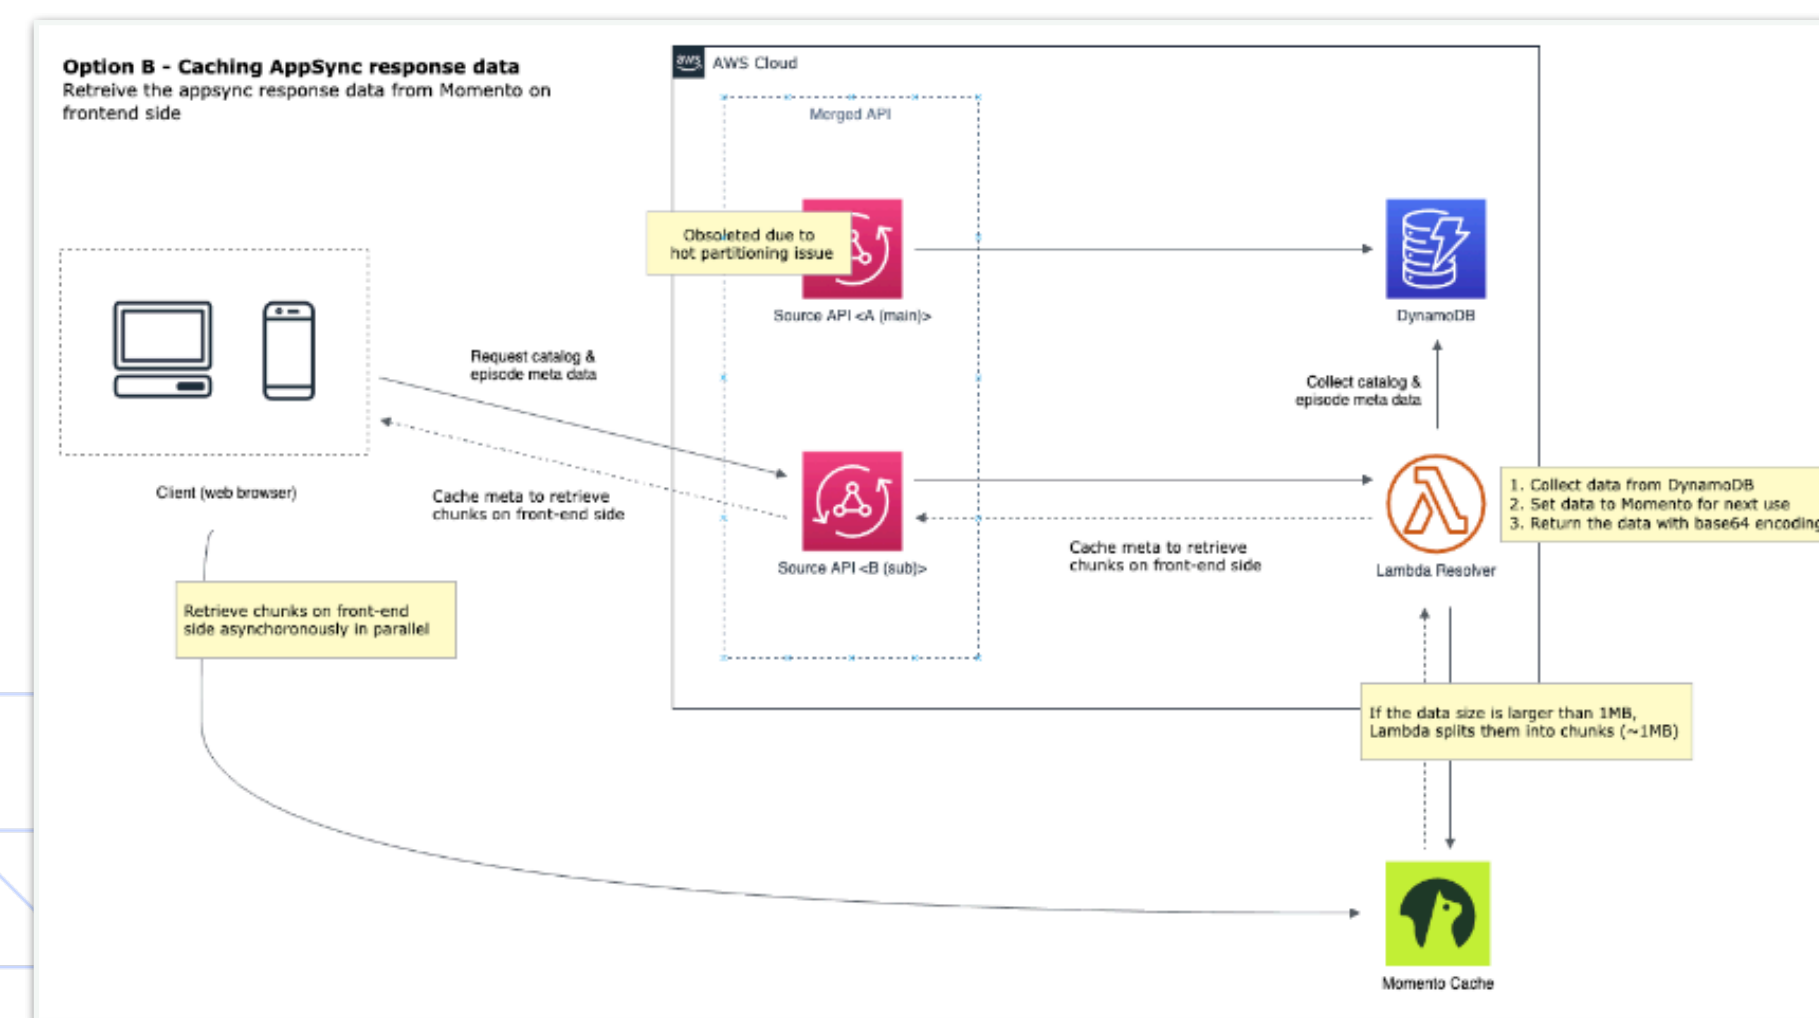 Option B - Caching AppSync response data
Retreive the appsync response data from Momento on
frontend side
aws
AWS Cloud
Merged API
Obsoleted due to
hot partitioning issue
Source API <A (main)>
DynamoDB
Request catalog &
episode meta data
Collect catalog &
episode meta data
Client (web browser)
Cache meta to retrieve
chunks on front-end side
Source API <B (sub)>
Cache meta to retrieve
chunks on front-end side
1. Collect data from DynamoDB
2. Set data to Momento for next use
3. Return the data with base64 encoding
Lambda Resolver
Retrieve chunks on front-end
side asynchoronously in parallel
If the data size is larger than 1MB,
Lambda splits them into chunks (~1MB)
Momento Cache